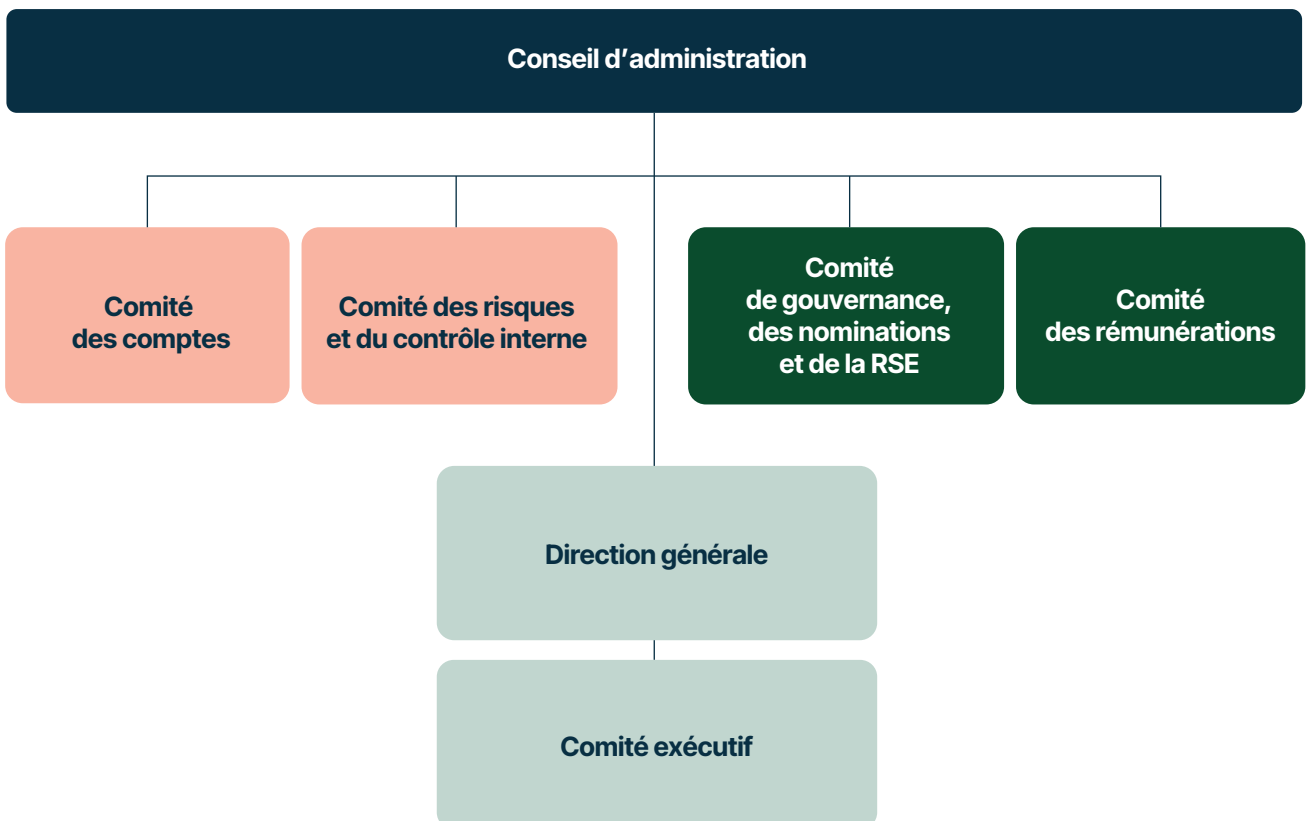 Conseil d’administration
Comité
des comptes
Comité des risques
et du contrôle interne
Comité
de gouvernance,
des nominations
et de la RSE
Comité
des rémunérations
Direction générale
Comité exécutif